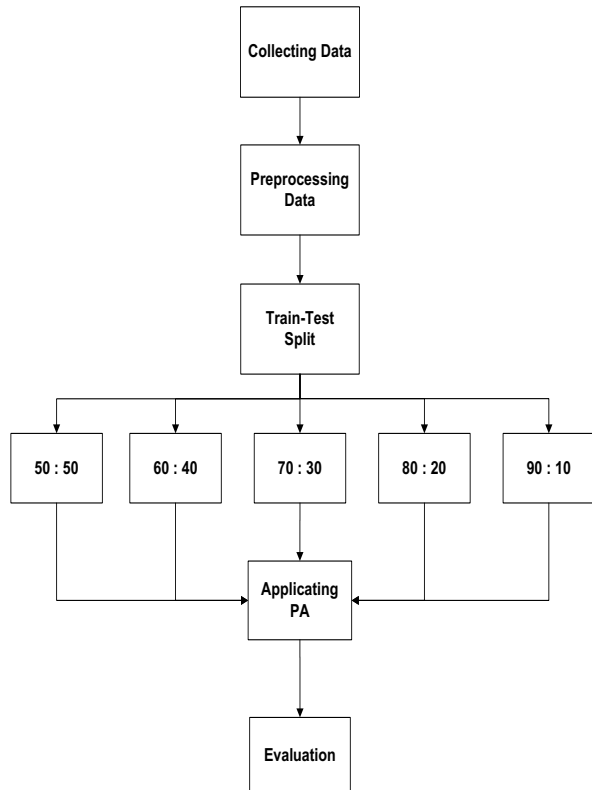 Collecting Data
Preprocessing
Data
Train-Test
Split
50 : 50
60 : 40
70 : 30
80 : 20
90 : 10
Applicating
PA
Evaluation